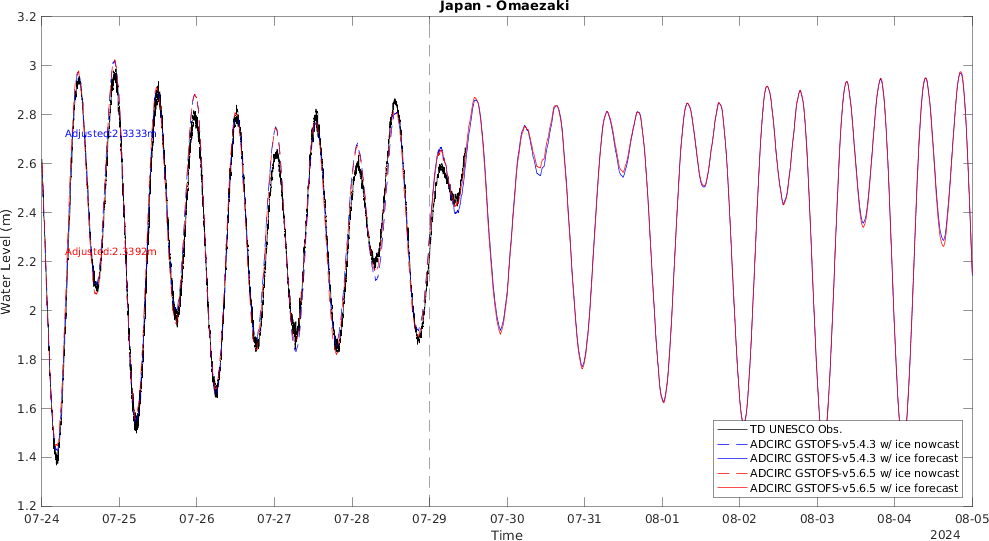 Japan - Omaezaki
Water Level (m)
3.2
3
2.8
2.6
2.4
2.2
2
1.8
1.6
1.4
1.2
Adjusted:2.3333m
Adjusted:2.3392m
TD UNESCO Obs.
ADCIRC GSTOFS-v5.4.3 w/ ice nowcast
ADCIRC GSTOFS-v5.4.3 w/ ice forecast
ADCIRC GSTOFS-v5.6.5 w/ ice nowcast
ADCIRC GSTOFS-v5.6.5 w/ ice forecast
07-24 07-25 07-26 07-27 07-28 07-29 07-30 07-31 08-01 08-02 08-03 08-04 08-05
Time
2024